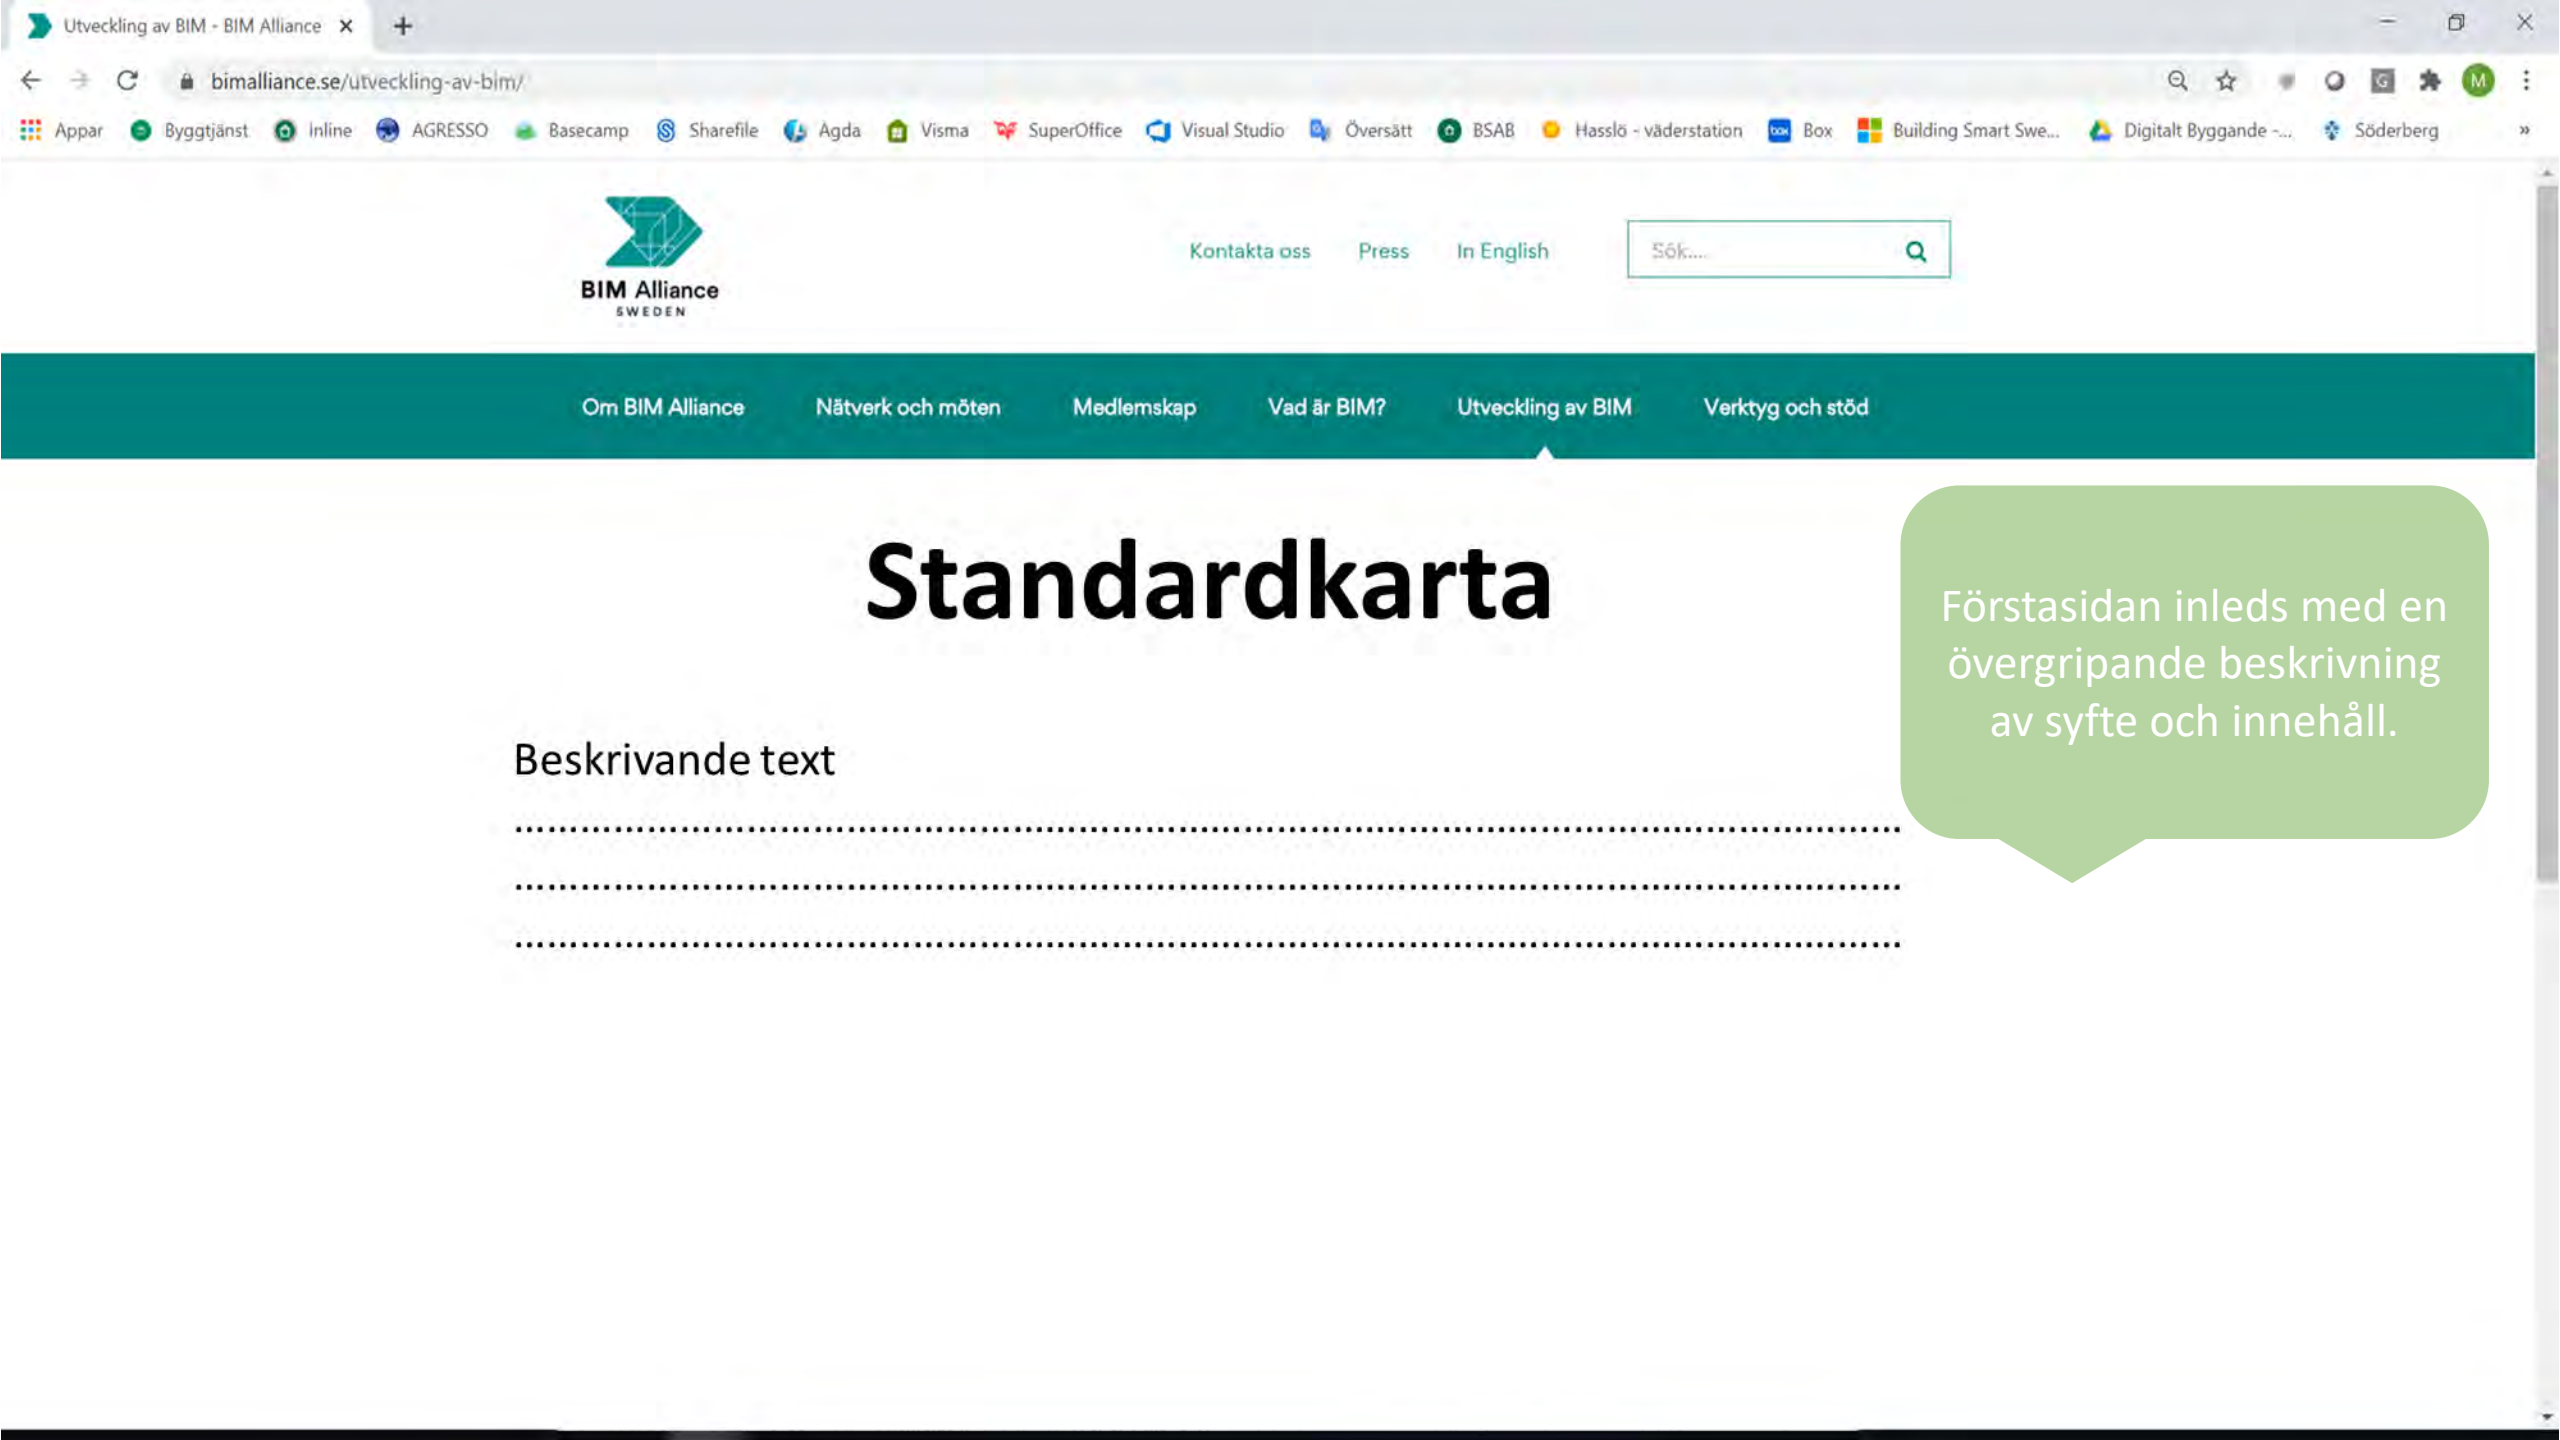 Utveckling av BIM - BIM Alliance
bimalliance.se/utveckling-av-bim/
M
Appar Byggtjänst Inline AGRESSO Basecamp Sharefile Agda Visma SuperOffice Visual Studio Översätt BSAB Hasslö - väderstation box Box Building Smart Swe... Digitalt Byggande -... Söderberg »
BIM Alliance
SWEDEN
Kontakta oss Press In English Sök....
Om BIM Alliance Nätverk och möten Medlemskap Vad är BIM? Utveckling av BIM Verktyg och stöd
Standardkarta
Förstasidan inleds med en
övergripande beskrivning
av syfte och innehåll.
Beskrivande text